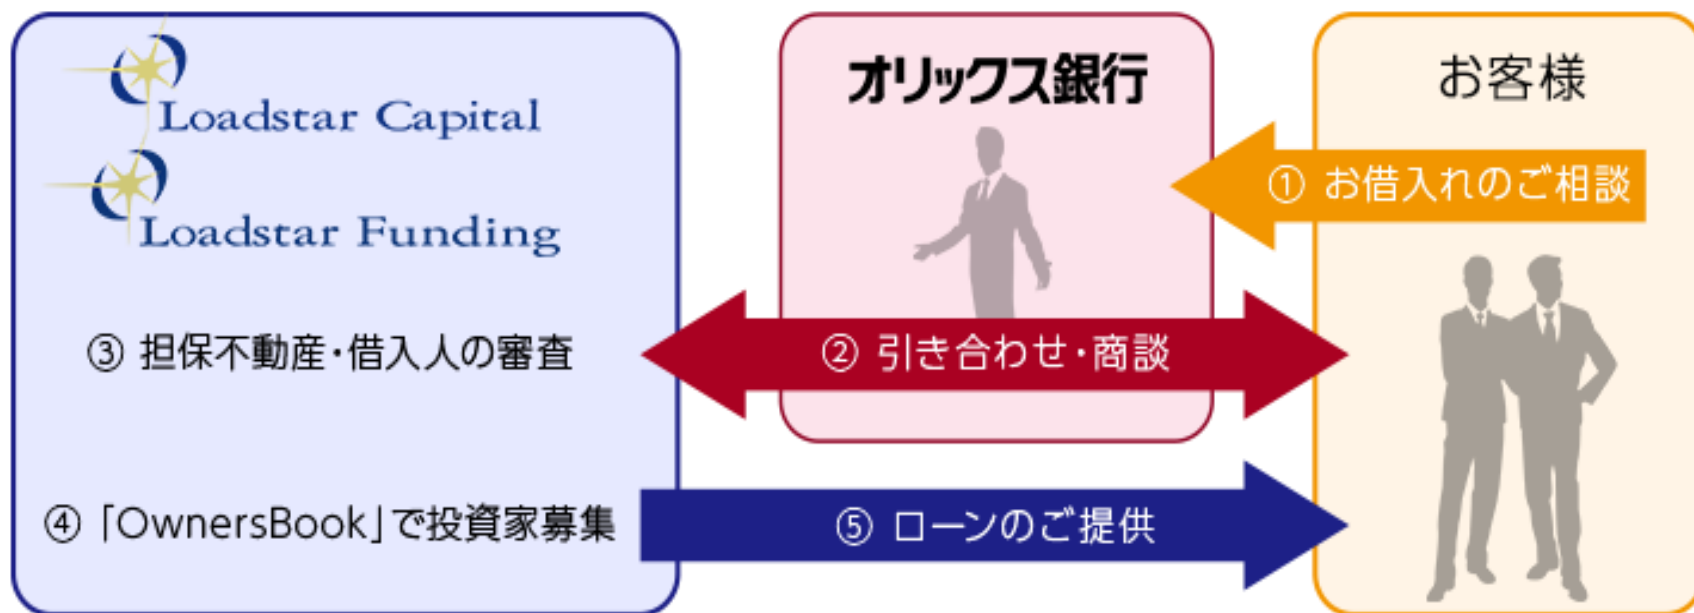 Loadstar Capital
Loadstar Funding
オリックス銀行
お客様
① お借入れのご相談
② 引き合わせ・商談
③ 担保不動産・借入人の審査
④ 「OwnersBook」で投資家募集
⑤ ローンのご提供